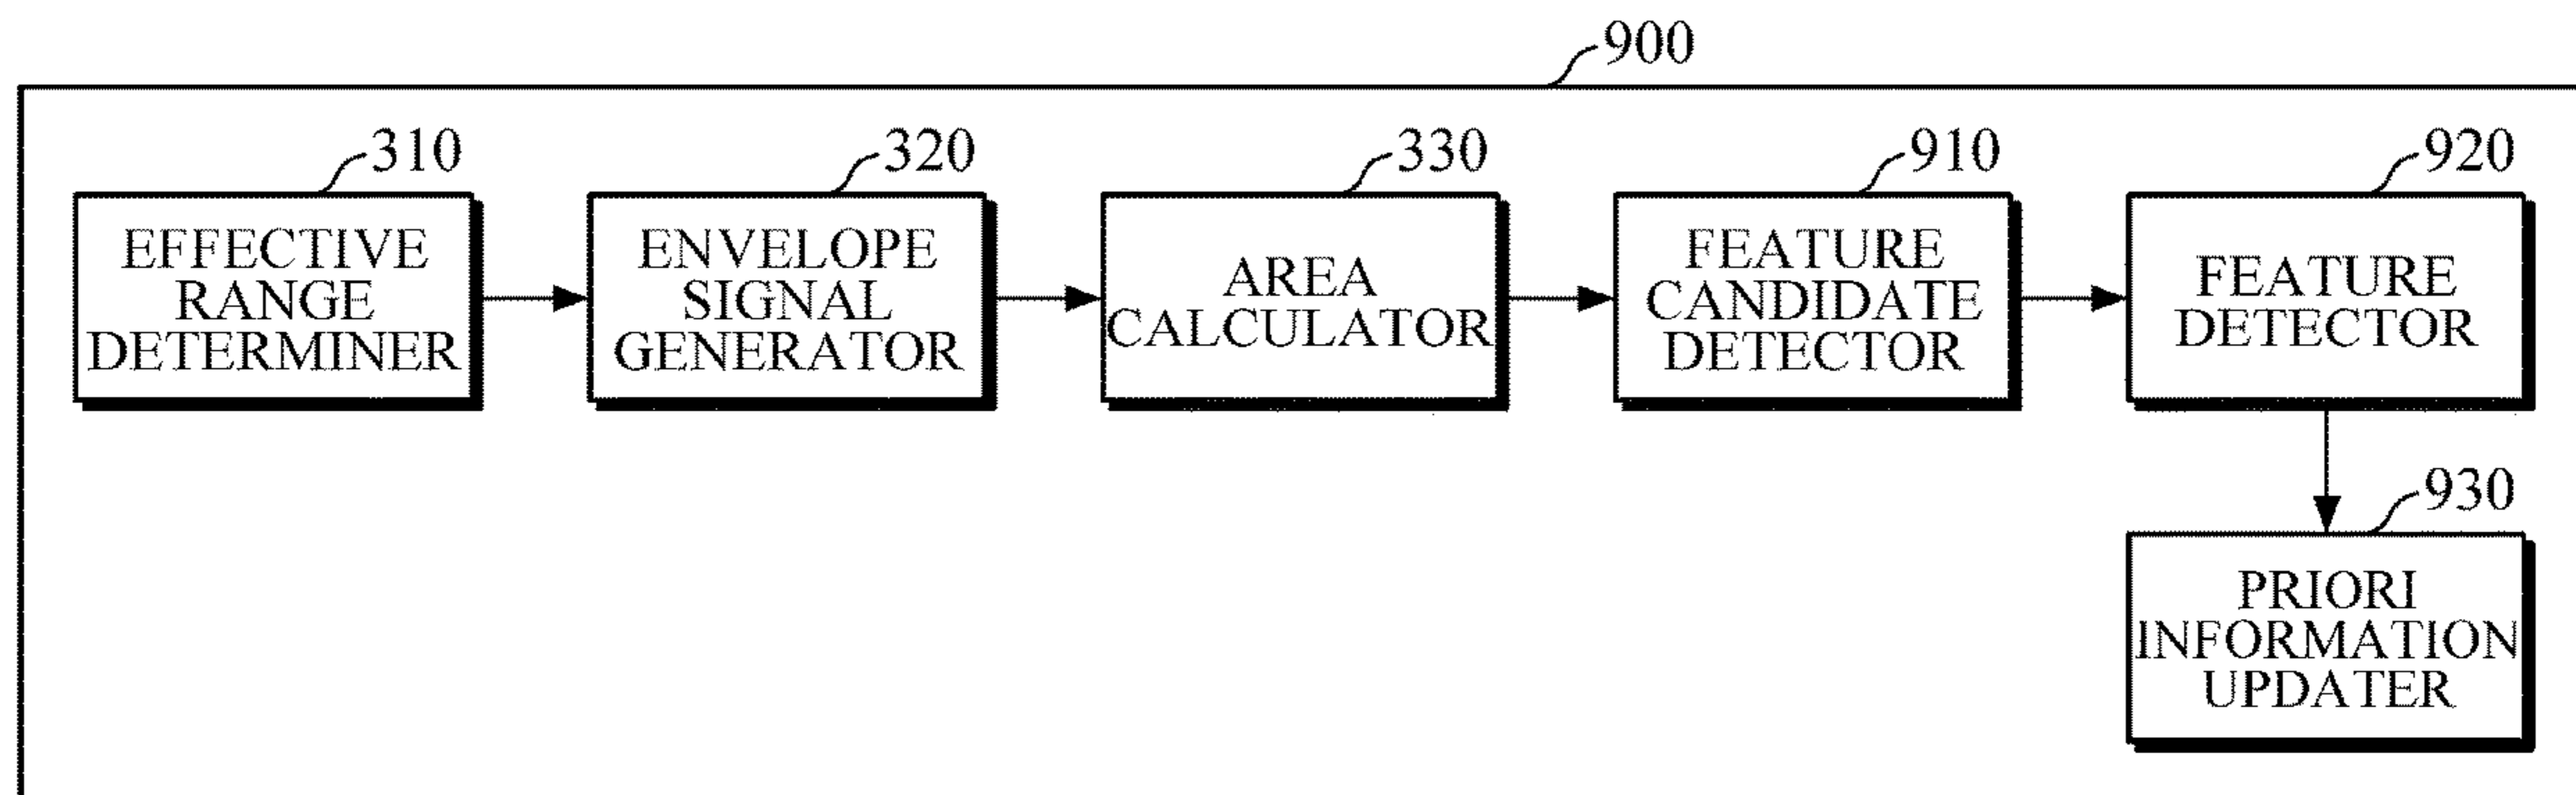 900
310
320
330
910
920
EFFECTIVE
RANGE
DETERMINER
ENVELOPE
SIGNAL
GENERATOR
AREA
CALCULATOR
FEATURE
CANDIDATE
DETECTOR
FEATURE
DETECTOR
930
PRIORI
INFORMATION
UPDATER